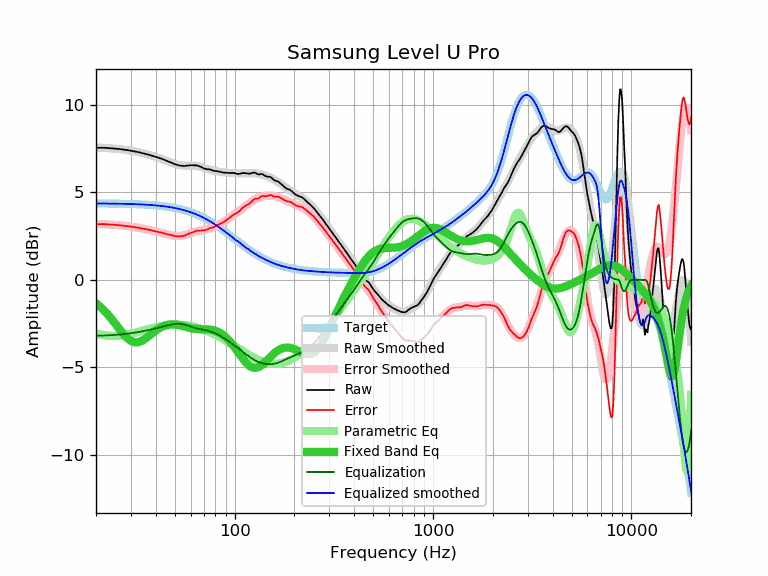 Samsung Level U Pro
Amplitude (dBr)
10
5
0
−5
−10
Target
Raw Smoothed
Error Smoothed
Raw
Error
Parametric Eq
Fixed Band Eq
Equalization
Equalized smoothed
100 1000 10000
Frequency (Hz)